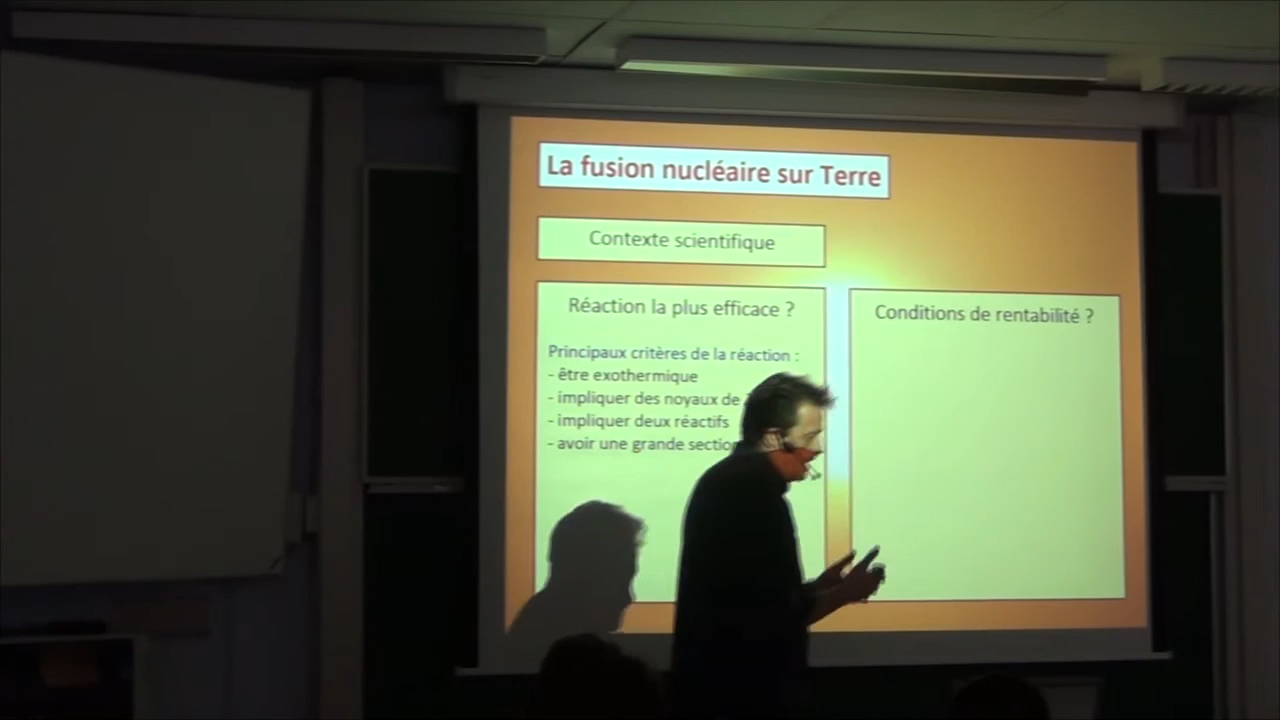 La fusion nucléaire sur Terre
Contexte scientifique
Réaction la plus efficace ?
Principaux critères de la réaction :
- être exothermique
- impliquer des noyaux de
- impliquer deux réactifs
- avoir une grande section
Conditions de rentabilité ?